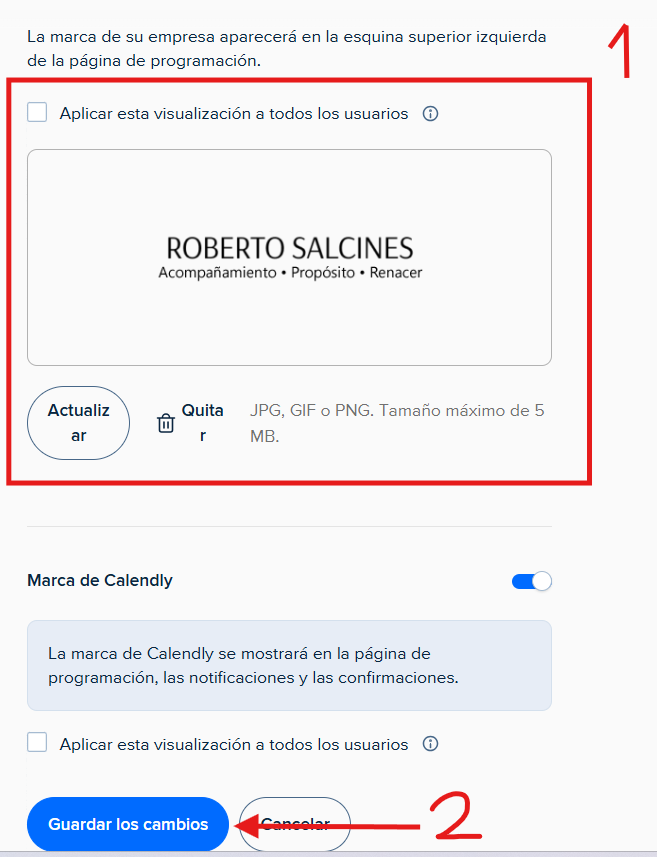 La marca de su empresa aparecerá en la esquina superior izquierda
de la página de programación.
1
Aplicar esta visualización a todos los usuarios
ROBERTO SALCINES
Acompañamiento • Propósito • Renacer
Actualiz
ar
Quita
r
JPG, GIF o PNG. Tamaño máximo de 5
MB.
Marca de Calendly
La marca de Calendly se mostrará en la página de
programación, las notificaciones y las confirmaciones.
Aplicar esta visualización a todos los usuarios
Guardar los cambios
Cancelar
2